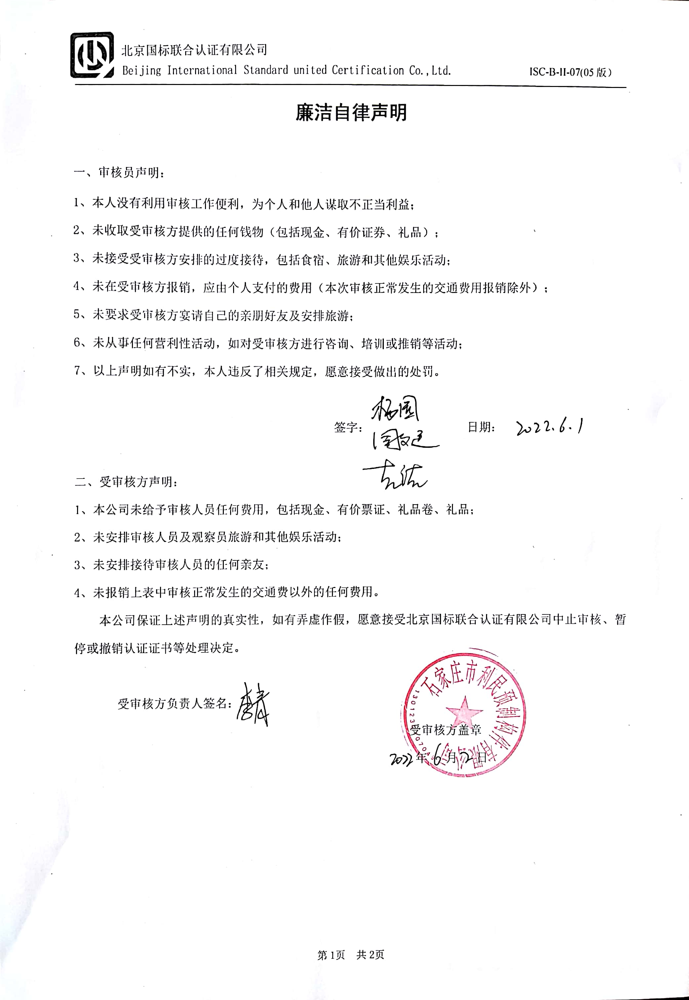 北京国标联合认证有限公司
Beijing International Standard united Certification Co.,Ltd.
ISC-B-II-07(05版)
廉洁自律声明
一、审核员声明：
1、本人没有利用审核工作便利，为个人和他人谋取不正当利益；
2、未收取受审核方提供的任何钱物（包括现金、有价证券、礼品）；
3、未接受受审核方安排的过度接待，包括食宿、旅游和其他娱乐活动；
4、未在受审核方报销，应由个人支付的费用（本次审核正常发生的交通费用报销除外）；
5、未要求受审核方宴请自己的亲朋好友及安排旅游；
6、未从事任何营利性活动，如对受审核方进行咨询、培训或推销等活动；
7、以上声明如有不实，本人违反了相关规定，愿意接受做出的处罚。
签字： 日期： 2022.6.1
二、受审核方声明：
1、本公司未给予审核人员任何费用，包括现金、有价票证、礼品卷、礼品；
2、未安排审核人员及观察员旅游和其他娱乐活动；
3、未安排接待审核人员的任何亲友；
4、未报销上表中审核正常发生的交通费以外的任何费用。
本公司保证上述声明的真实性，如有弄虚作假，愿意接受北京国标联合认证有限公司中止审核、暂
停或撤销认证证书等处理决定。
石家庄市利民预制构件有限公司
受审核方负责人签名：
受审核方盖章
2022年6月2日
第1页 共2页